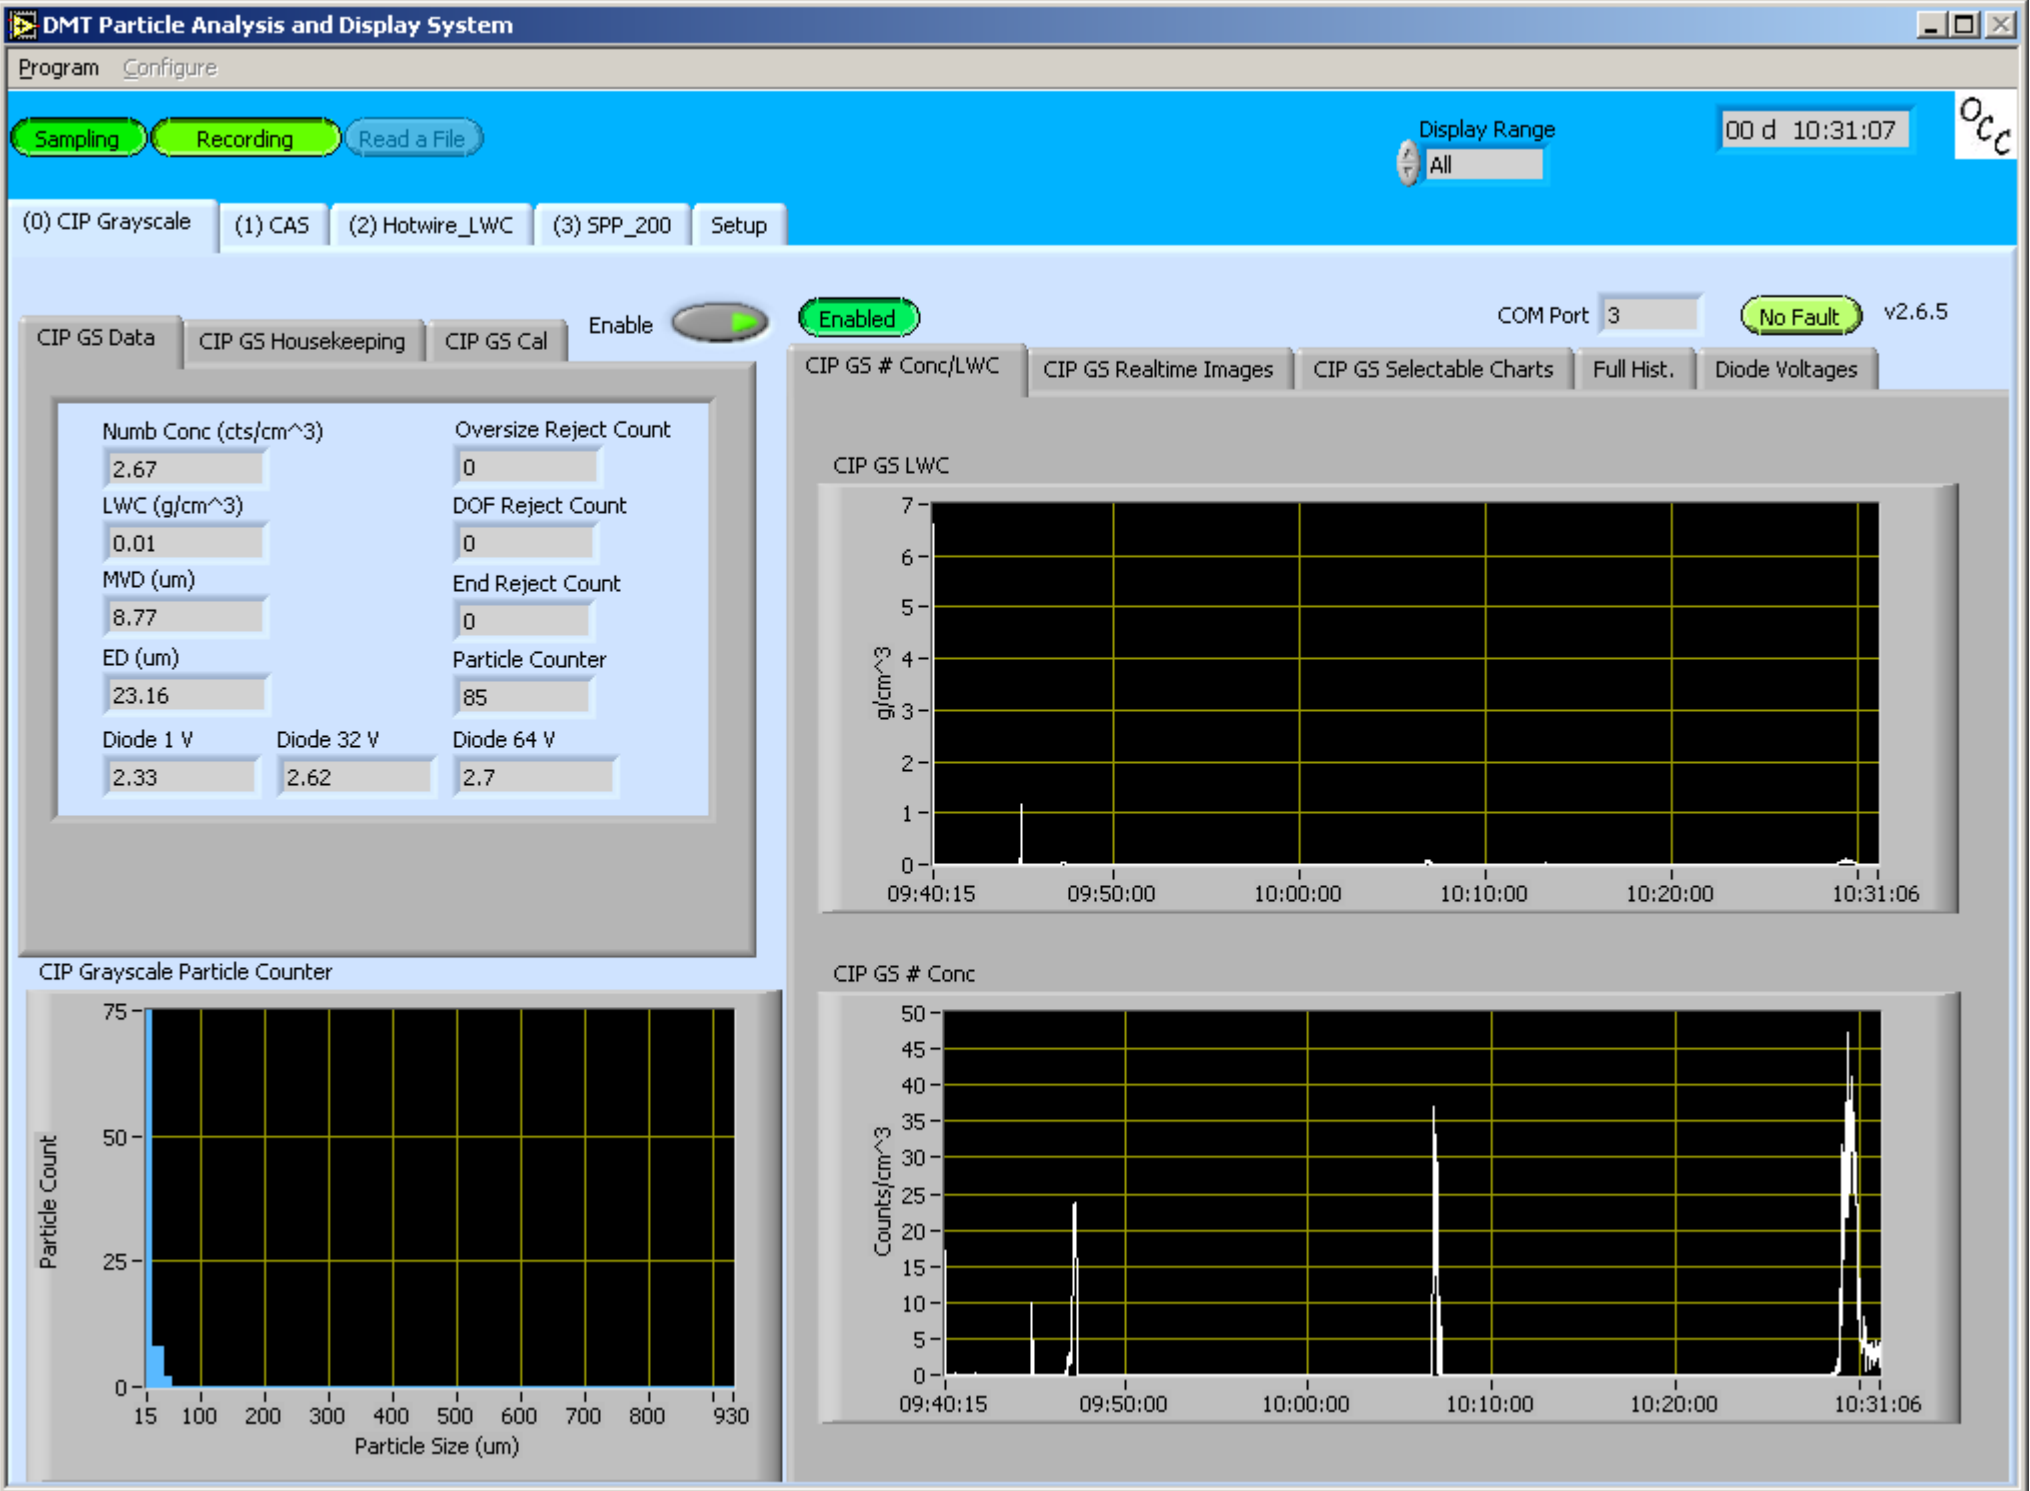 DMT Particle Analysis and Display System
Program Configure
Sampling Recording Read a File
Display Range
All
00 d 10:31:07
OCC
(0) CIP Grayscale (1) CAS (2) Hotwire_LWC (3) SPP_200 Setup
CIP GS Data CIP GS Housekeeping CIP GS Cal
Enable
Enabled
COM Port 3
No Fault
v2.6.5
Numb Conc (cts/cm^3)
2.67
LWC (g/cm^3)
0.01
MVD (um)
8.77
ED (um)
23.16
Oversize Reject Count
0
DOF Reject Count
0
End Reject Count
0
Particle Counter
85
Diode 1 V Diode 32 V Diode 64 V
2.33 2.62 2.7
CIP Grayscale Particle Counter
75
50
25
0
Particle Count
15 100 200 300 400 500 600 700 800 930
Particle Size (um)
CIP GS # Conc/LWC CIP GS Realtime Images CIP GS Selectable Charts Full Hist. Diode Voltages
CIP GS LWC
7
6
5
4
3
2
1
0
g/cm^3
09:40:15 09:50:00 10:00:00 10:10:00 10:20:00 10:31:06
CIP GS # Conc
50
45
40
35
30
25
20
15
10
5
0
Counts/cm^3
09:40:15 09:50:00 10:00:00 10:10:00 10:20:00 10:31:06